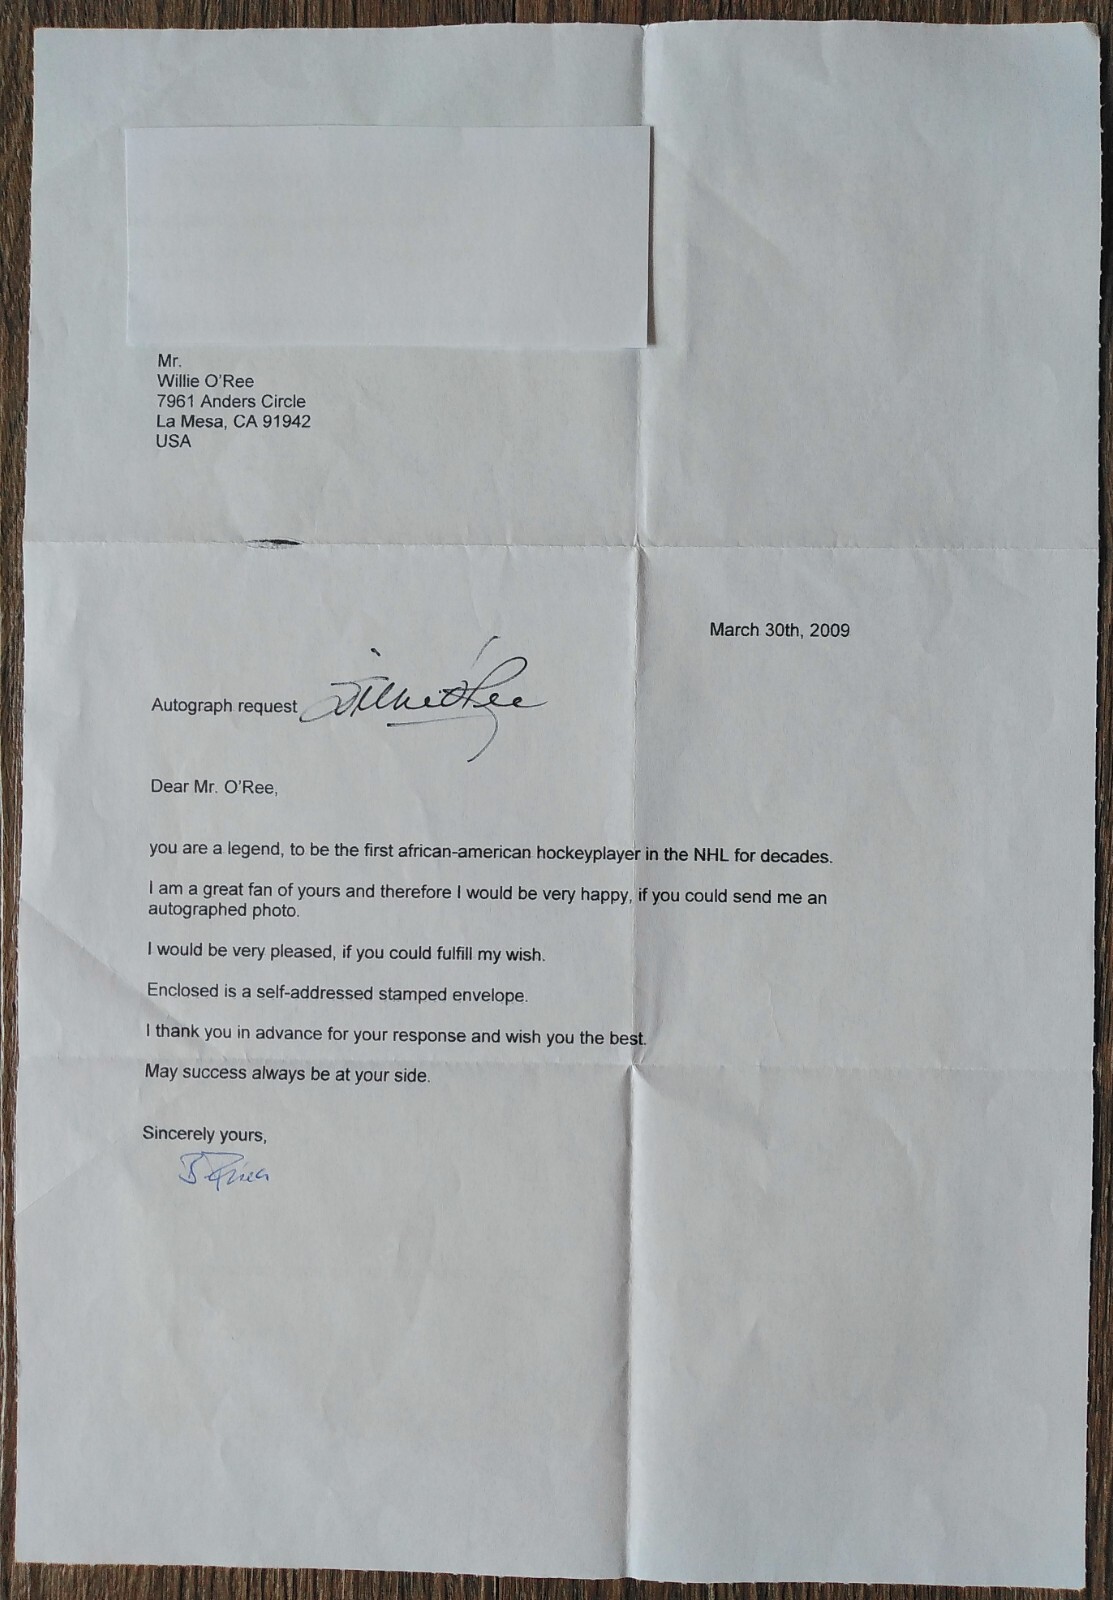 Mr.
Willie O'Ree
7961 Anders Circle
La Mesa, CA 91942
USA
March 30th, 2009
Autograph request Willie O'Ree
Dear Mr. O'Ree,
you are a legend, to be the first african-american hockeyplayer in the NHL for decades.
I am a great fan of yours and therefore I would be very happy, if you could send me an
autographed photo.
I would be very pleased, if you could fulfill my wish.
Enclosed is a self-addressed stamped envelope.
I thank you in advance for your response and wish you the best.
May success always be at your side.
Sincerely yours,